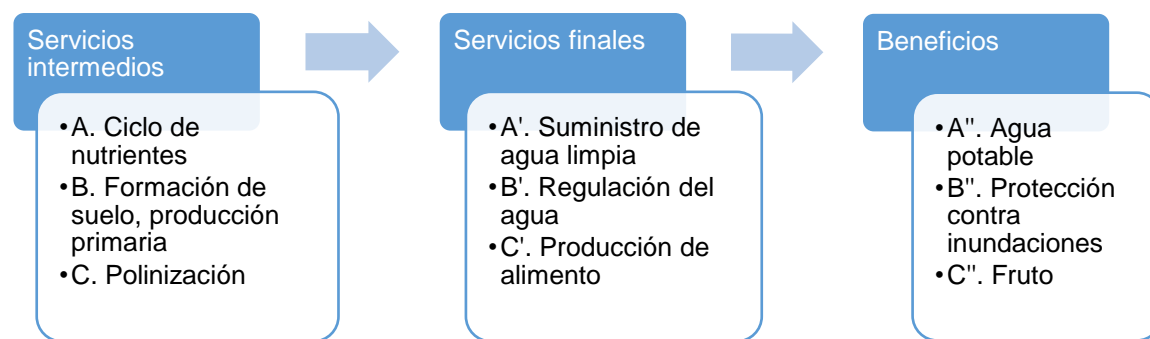 Servicios
intermedios
•A. Ciclo de
nutrientes
•B. Formación de
suelo, producción
primaria
•C. Polinización
Servicios finales
•A'. Suministro de
agua limpia
•B'. Regulación del
agua
•C'. Producción de
alimento
Beneficios
•A''. Agua
potable
•B''. Protección
contra
inundaciones
•C''. Fruto